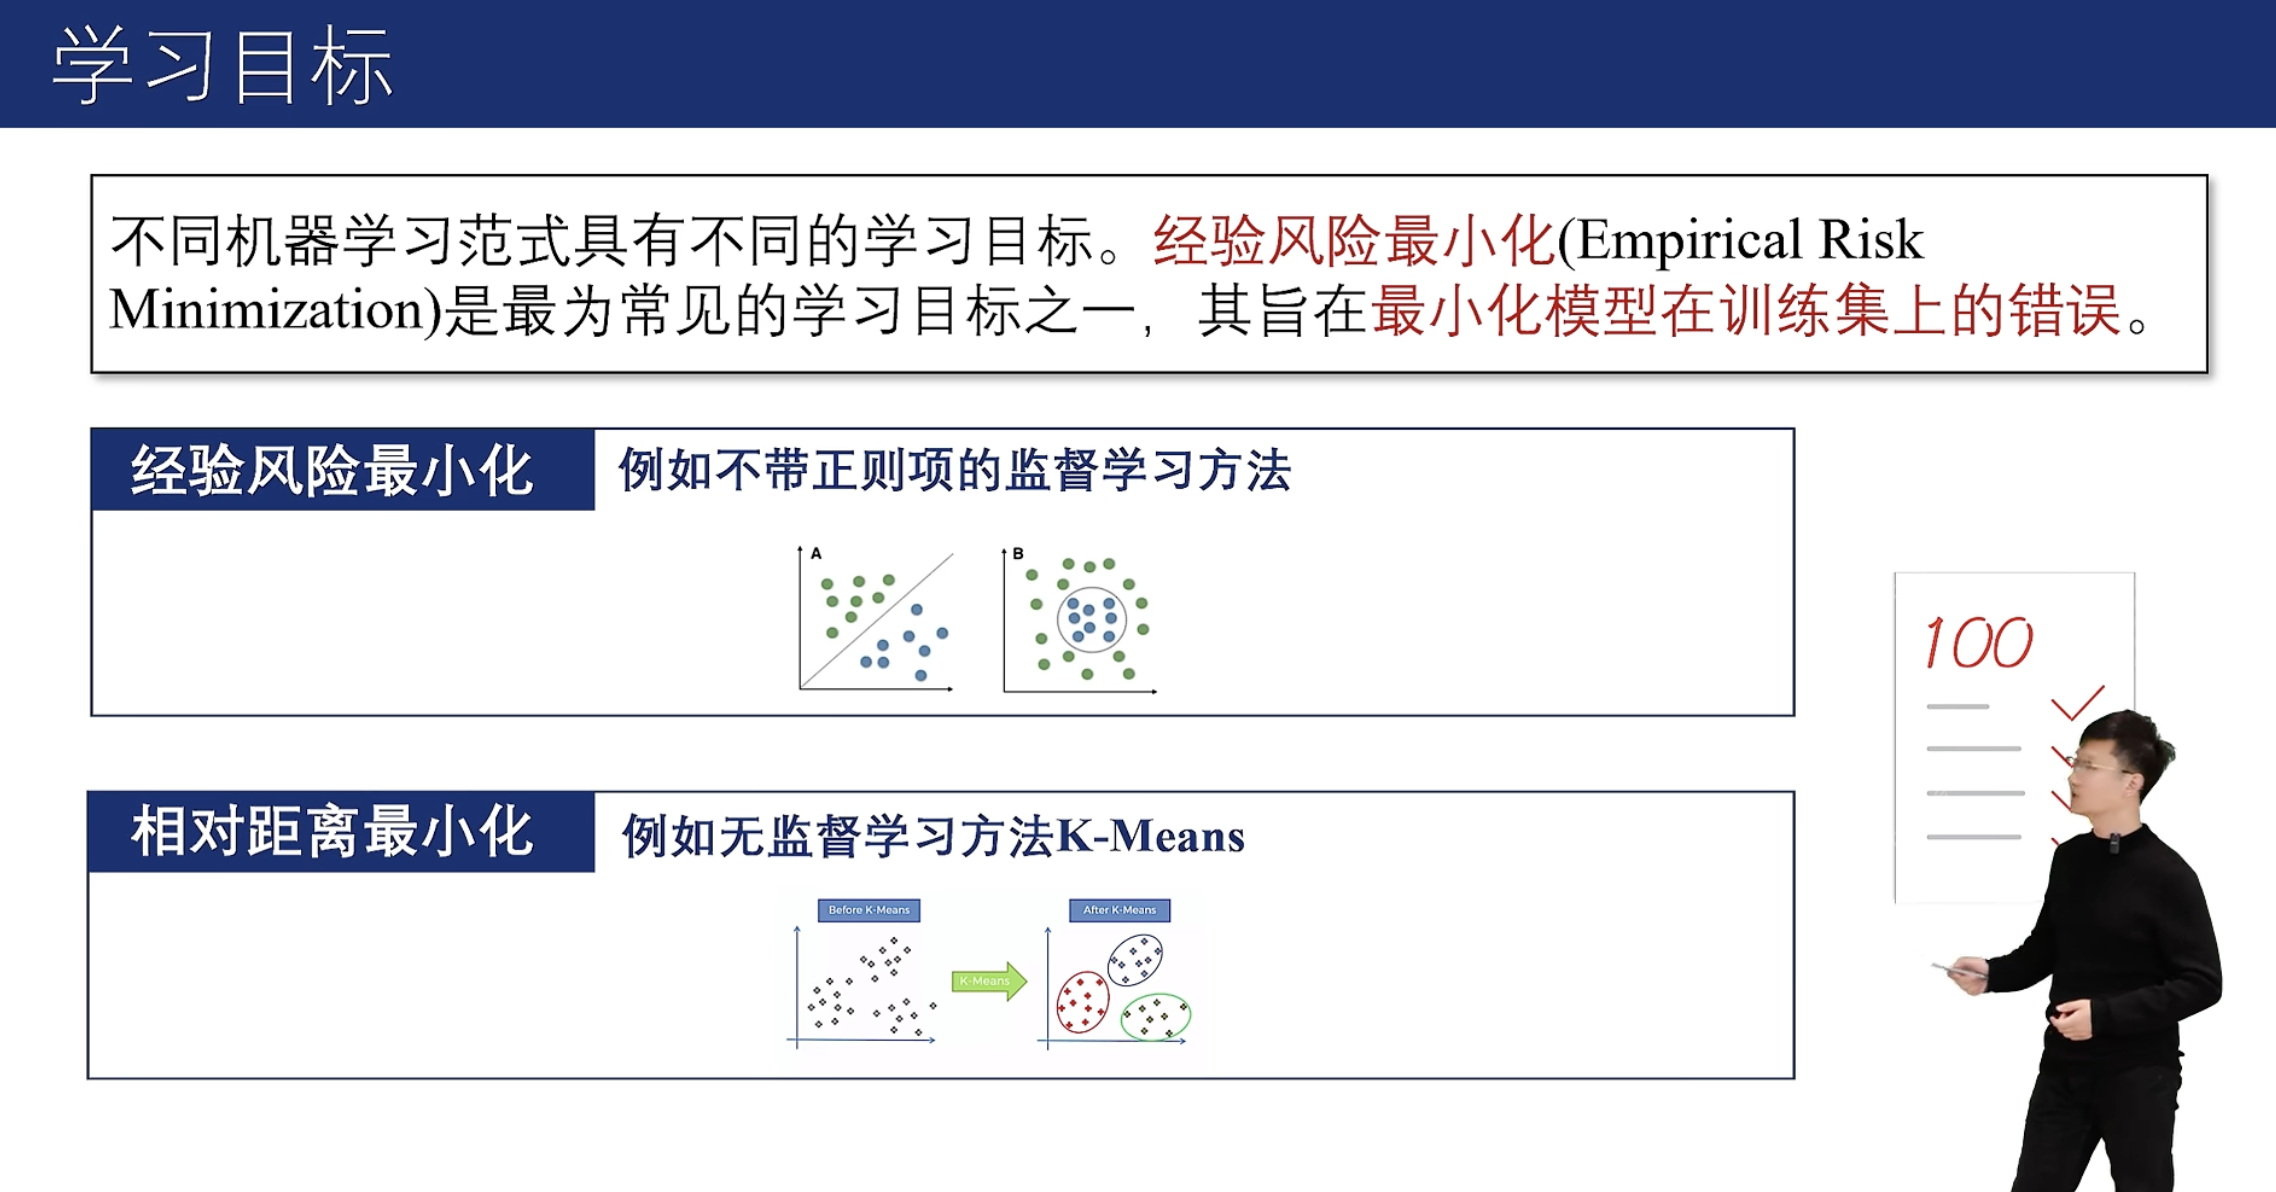 学习目标
不同机器学习范式具有不同的学习目标。经验风险最小化(Empirical Risk
Minimization)是最为常见的学习目标之一，其旨在最小化模型在训练集上的错误。
经验风险最小化
例如不带正则项的监督学习方法
A
B
100
相对距离最小化
例如无监督学习方法K-Means
Before K-Means
After K-Means
K-Means